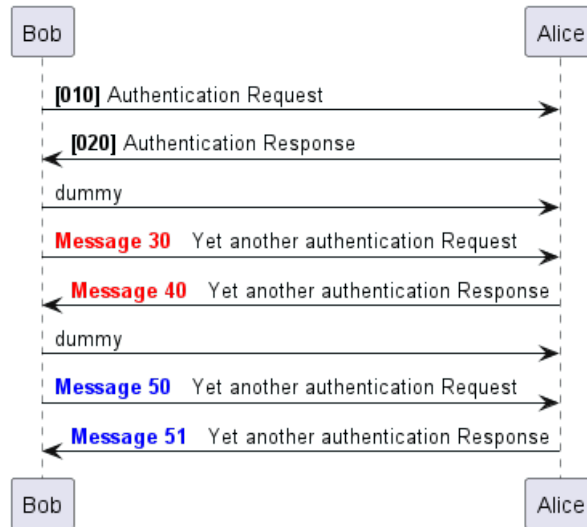 Bob Alice
[010] Authentication Request
[020] Authentication Response
dummy
Message 30 Yet another authentication Request
Message 40 Yet another authentication Response
dummy
Message 50 Yet another authentication Request
Message 51 Yet another authentication Response
Bob Alice